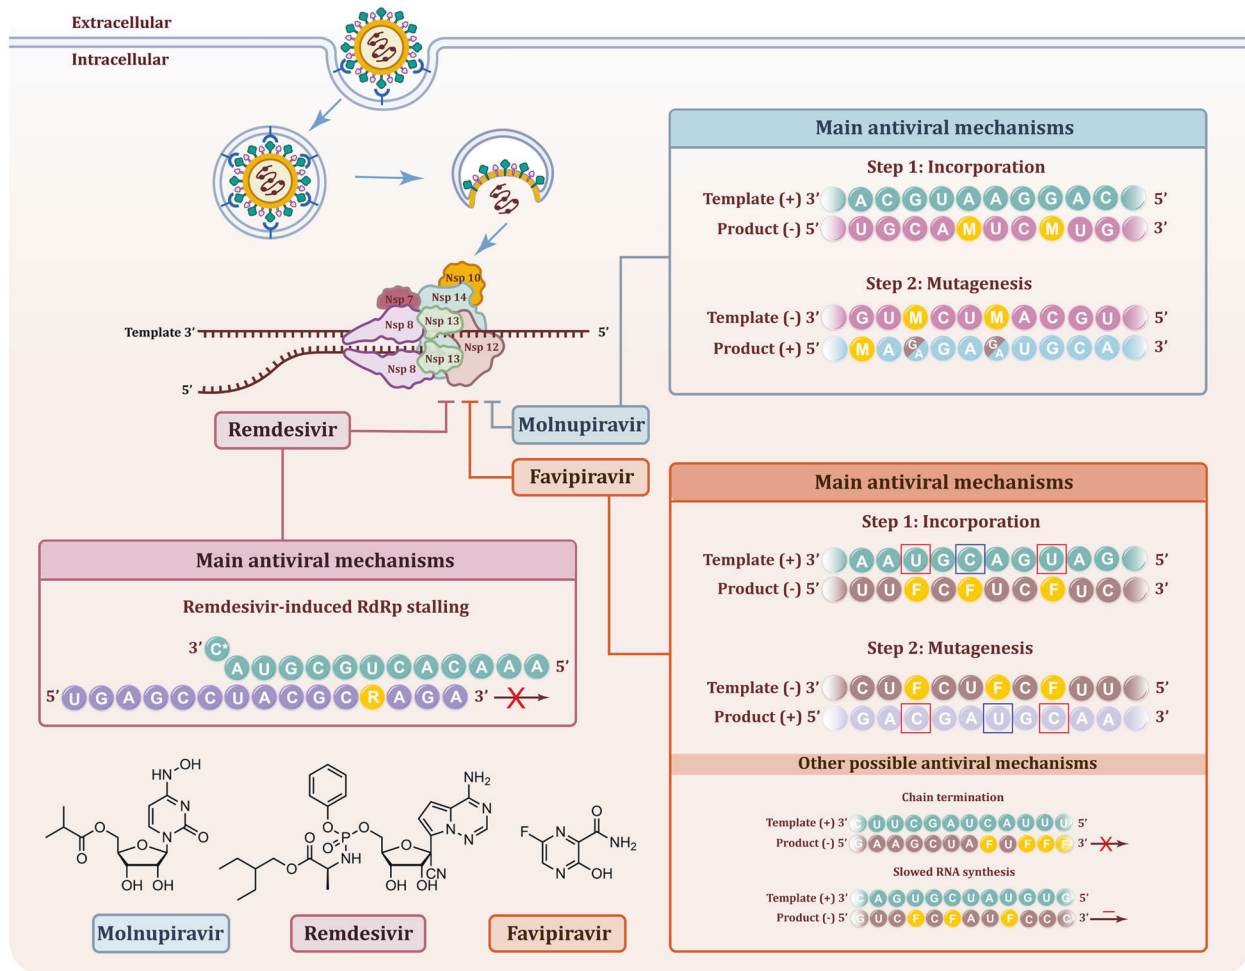 Extracellular
Intracellular
Nsp 10
Nsp 7
Nsp 14
Nsp 8
Nsp 13
Template 3’
5’
Nsp 13
Nsp 12
Nsp 8
5’
Remdesivir
Molnupiravir
Favipiravir
Main antiviral mechanisms
Step 1: Incorporation
Template (+) 3’ A C G U A A G G A C 5’
Product (-) 5’ U G C A M U C M U G 3’
Step 2: Mutagenesis
Template (-) 3’ G U M C U M A C G U 5’
Product (+) 5’ M A G A G A G A U G C A 3’
Main antiviral mechanisms
Step 1: Incorporation
Template (+) 3’ A A U G C A G U A G 5’
Product (-) 5’ U U F C F U C F U C 3’
Step 2: Mutagenesis
Template (-) 3’ C U F C U F C F U U 5’
Product (+) 5’ G A C G A U G C A A 3’
Other possible antiviral mechanisms
Chain termination
Template (+) 3’ C U U C G A U C A U U U 5’
Product (-) 5’ G A A G C U A F U F F F 3’ X
Slowed RNA synthesis
Template (+) 3’ C A G U G C U A U G U G 5’
Product (-) 5’ G U C F C F A U F C C C 3’ –
Main antiviral mechanisms
Remdesivir-induced RdRp stalling
3’ C*
A U G C G U C A C A A A 5’
5’ U G A G C C U A C G C R A G A 3’ X
OH
HN
N
O
N
O
O
O
OH OH
NH₂
N
N
N
O
O
P
O
O
NH
O
O
O
CN
OH OH
F
N
O
NH₂
N
OH
Molnupiravir
Remdesivir
Favipiravir